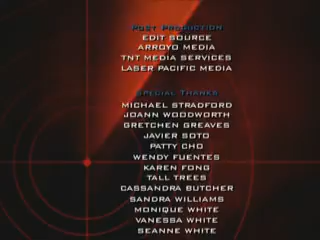 POST PRODUCTION
EDIT SOURCE
ARROYO MEDIA
TNT MEDIA SERVICES
LASER PACIFIC MEDIA
SPECIAL THANKS
MICHAEL STRADFORD
JOANN WOODWORTH
GRETCHEN GREAVES
JAVIER SOTO
PATTY CHO
WENDY FUENTES
KAREN FONG
TALL TREES
CASSANDRA BUTCHER
SANDRA WILLIAMS
MONIQUE WHITE
VANESSA WHITE
SEANNE WHITE